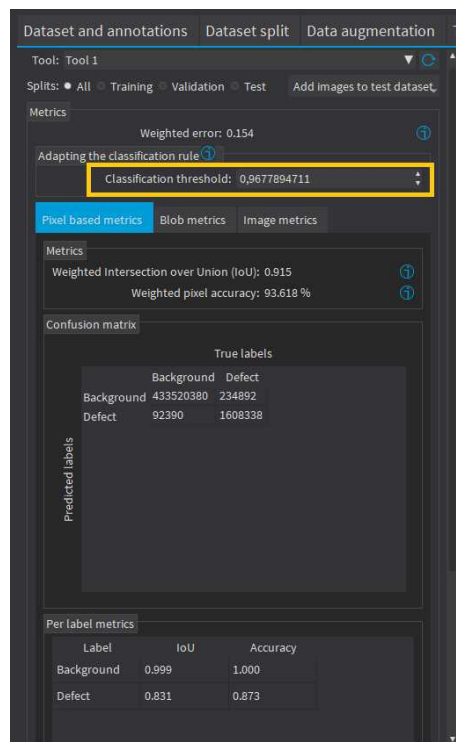 Dataset and annotations Dataset split Data augmentation
Tool: Tool 1
Splits: All Training Validation Test Add images to test dataset
Metrics
Weighted error: 0.154
Adapting the classification rule
Classification threshold: 0,9677894711
Pixel based metrics Blob metrics Image metrics
Metrics
Weighted Intersection over Union (IoU): 0.915
Weighted pixel accuracy: 93.618 %
Confusion matrix
True labels
Background Defect
Background 433520380 234892
Defect 92390 1608338
Predicted labels
Per label metrics
Label IoU Accuracy
Background 0.999 1.000
Defect 0.831 0.873